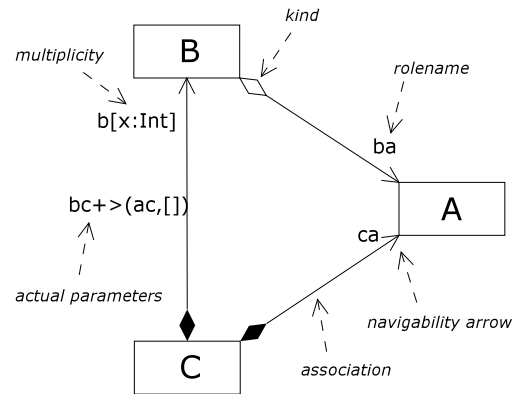 kind
B
multiplicity
rolename
b[x:Int]
ba
bc+>(ac,[])
A
ca
actual parameters
navigability arrow
C
association